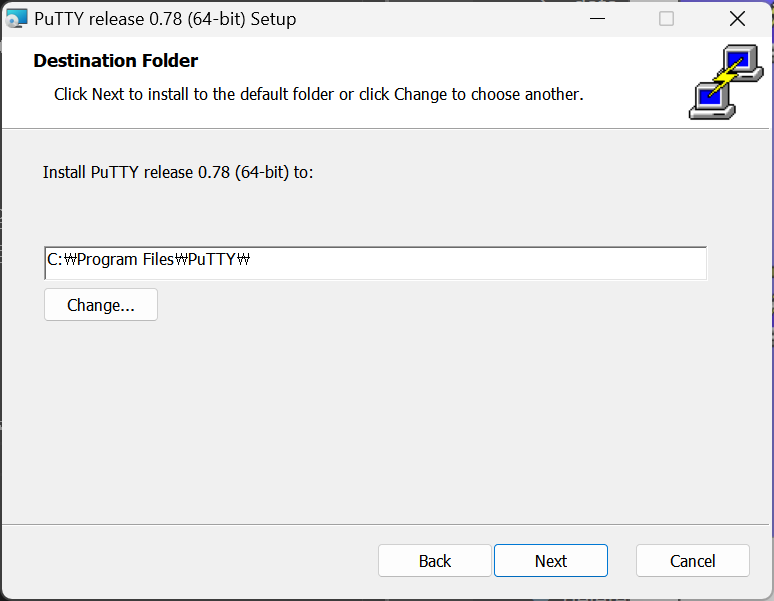 PuTTY release 0.78 (64-bit) Setup
Destination Folder
Click Next to install to the default folder or click Change to choose another.
Install PuTTY release 0.78 (64-bit) to:
C:₩Program Files₩PuTTY₩
Change...
Back
Next
Cancel